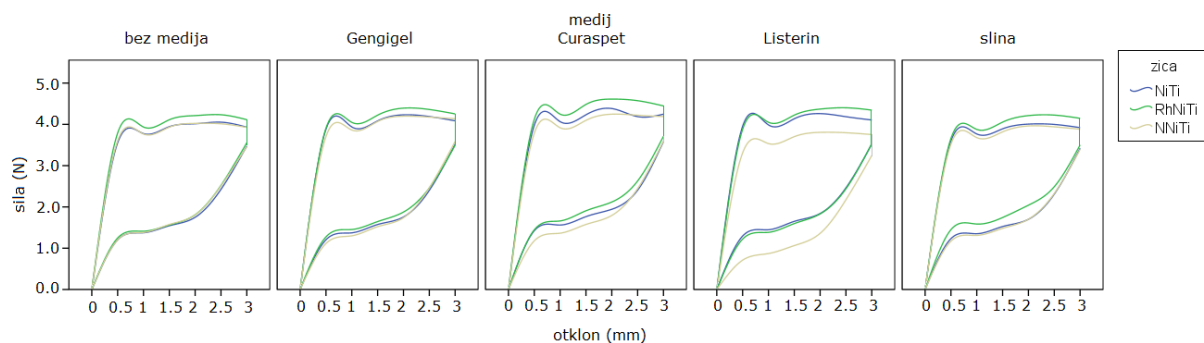 medij
bez medija Gengigel Curaspet Listerin slina
zica
NiTi
RhNiTi
NNiTi
sila (N)
5.0
4.0
3.0
2.0
1.0
0.0
0 0.5 1 1.5 2 2.5 3 0 0.5 1 1.5 2 2.5 3 0 0.5 1 1.5 2 2.5 3 0 0.5 1 1.5 2 2.5 3 0 0.5 1 1.5 2 2.5 3
otklon (mm)